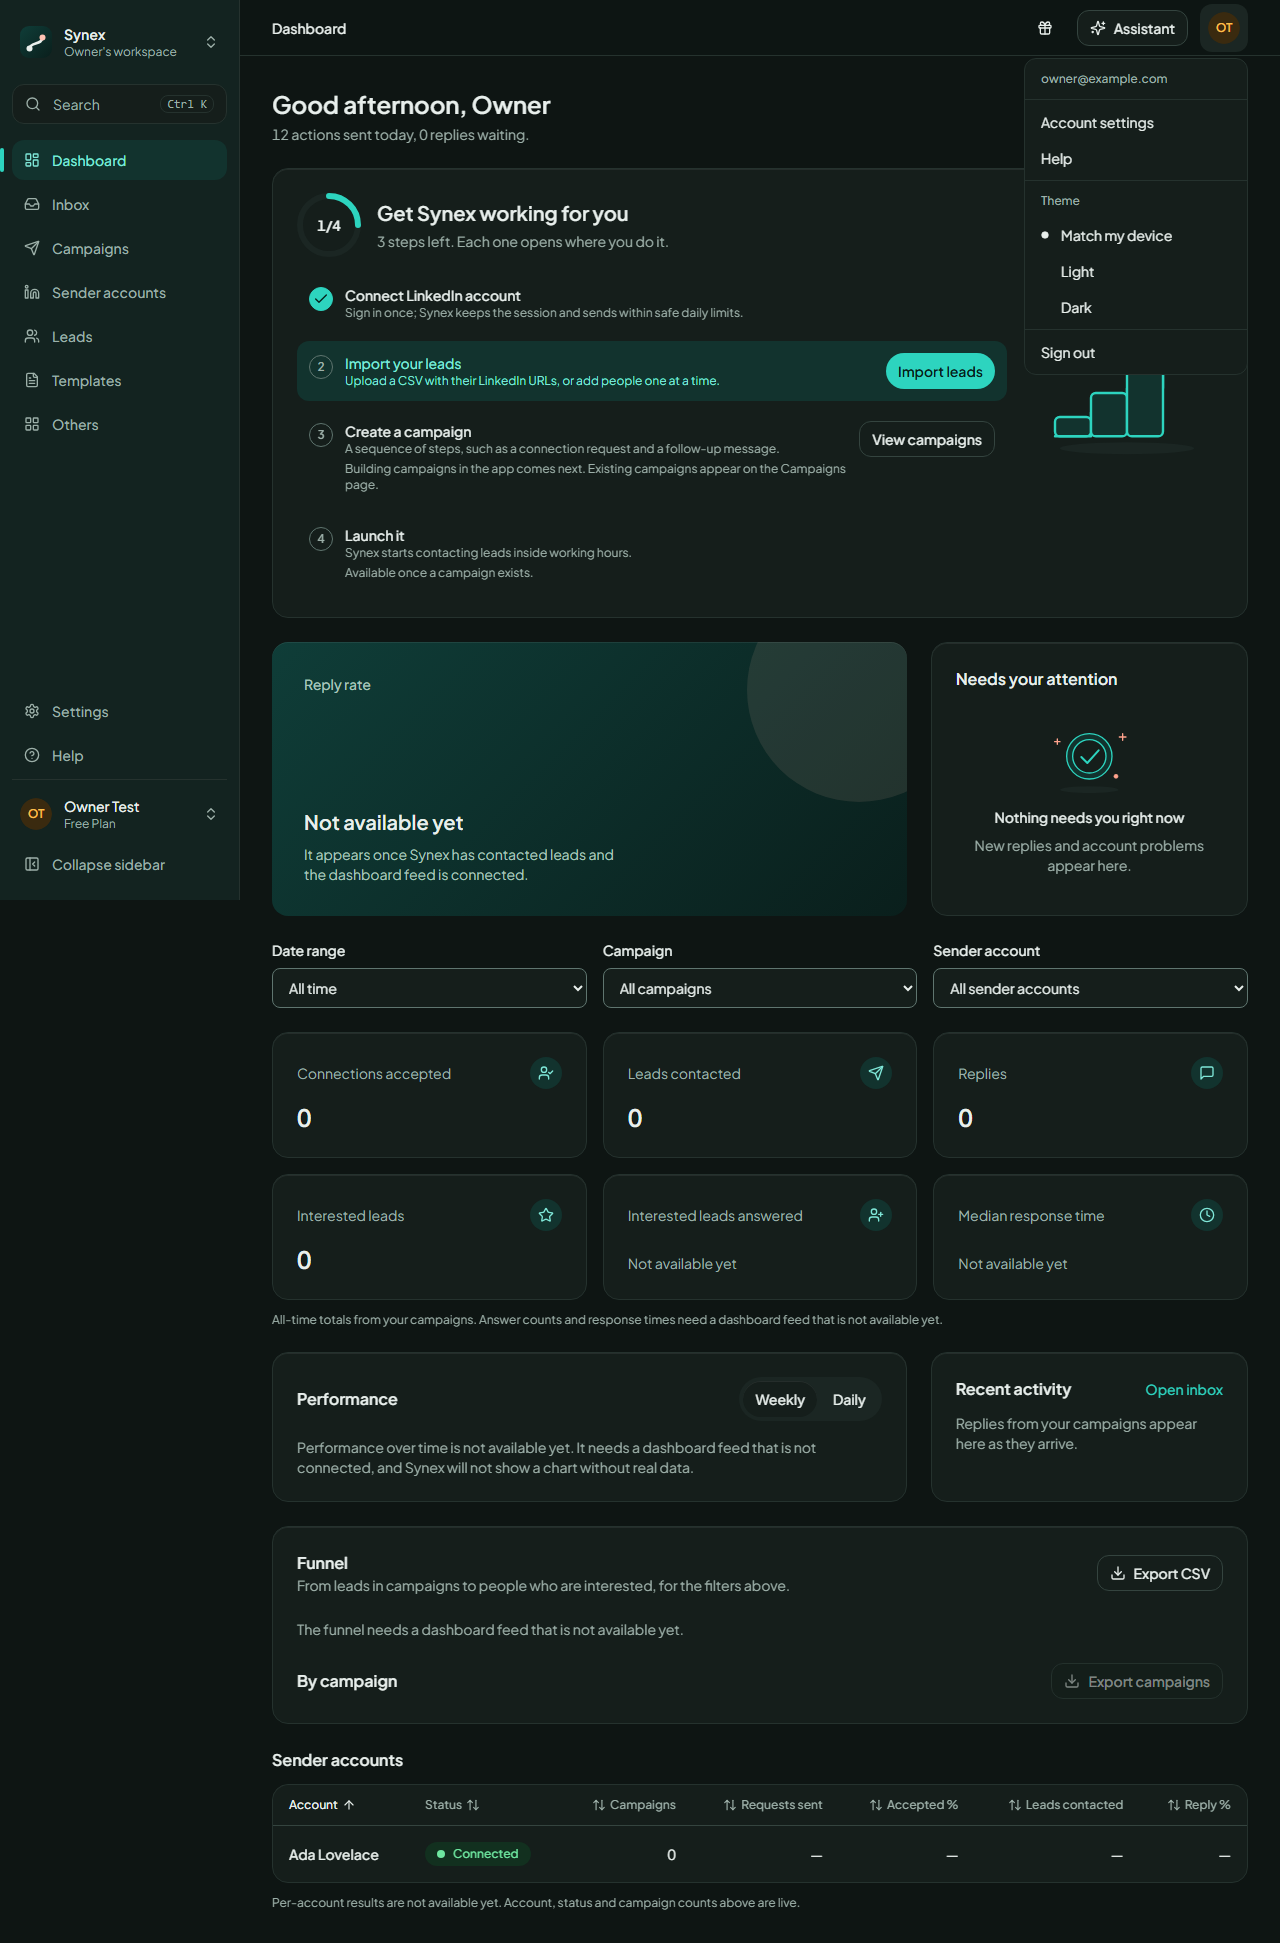 Synex
Owner's workspace
Search
Ctrl K
Dashboard
Inbox
Campaigns
Sender accounts
Leads
Templates
Others
Settings
Help
OT
Owner Test
Free Plan
Collapse sidebar
Dashboard
Assistant
OT
owner@example.com
Account settings
Help
Theme
Match my device
Light
Dark
Sign out
Good afternoon, Owner
12 actions sent today, 0 replies waiting.
1/4
Get Synex working for you
3 steps left. Each one opens where you do it.
Connect LinkedIn account
Sign in once; Synex keeps the session and sends within safe daily limits.
2
Import your leads
Upload a CSV with their LinkedIn URLs, or add people one at a time.
Import leads
3
Create a campaign
A sequence of steps, such as a connection request and a follow-up message.
Building campaigns in the app comes next. Existing campaigns appear on the Campaigns
page.
View campaigns
4
Launch it
Synex starts contacting leads inside working hours.
Available once a campaign exists.
Reply rate
Not available yet
It appears once Synex has contacted leads and
the dashboard feed is connected.
Needs your attention
Nothing needs you right now
New replies and account problems
appear here.
Date range
All time
Campaign
All campaigns
Sender account
All sender accounts
Connections accepted
0
Leads contacted
0
Replies
0
Interested leads
0
Interested leads answered
Not available yet
Median response time
Not available yet
All-time totals from your campaigns. Answer counts and response times need a dashboard feed that is not available yet.
Performance
Weekly
Daily
Performance over time is not available yet. It needs a dashboard feed that is not
connected, and Synex will not show a chart without real data.
Recent activity
Open inbox
Replies from your campaigns appear
here as they arrive.
Funnel
From leads in campaigns to people who are interested, for the filters above.
Export CSV
The funnel needs a dashboard feed that is not available yet.
By campaign
Export campaigns
Sender accounts
Account
Status
Campaigns
Requests sent
Accepted %
Leads contacted
Reply %
Ada Lovelace
Connected
0
—
—
—
—
Per-account results are not available yet. Account, status and campaign counts above are live.